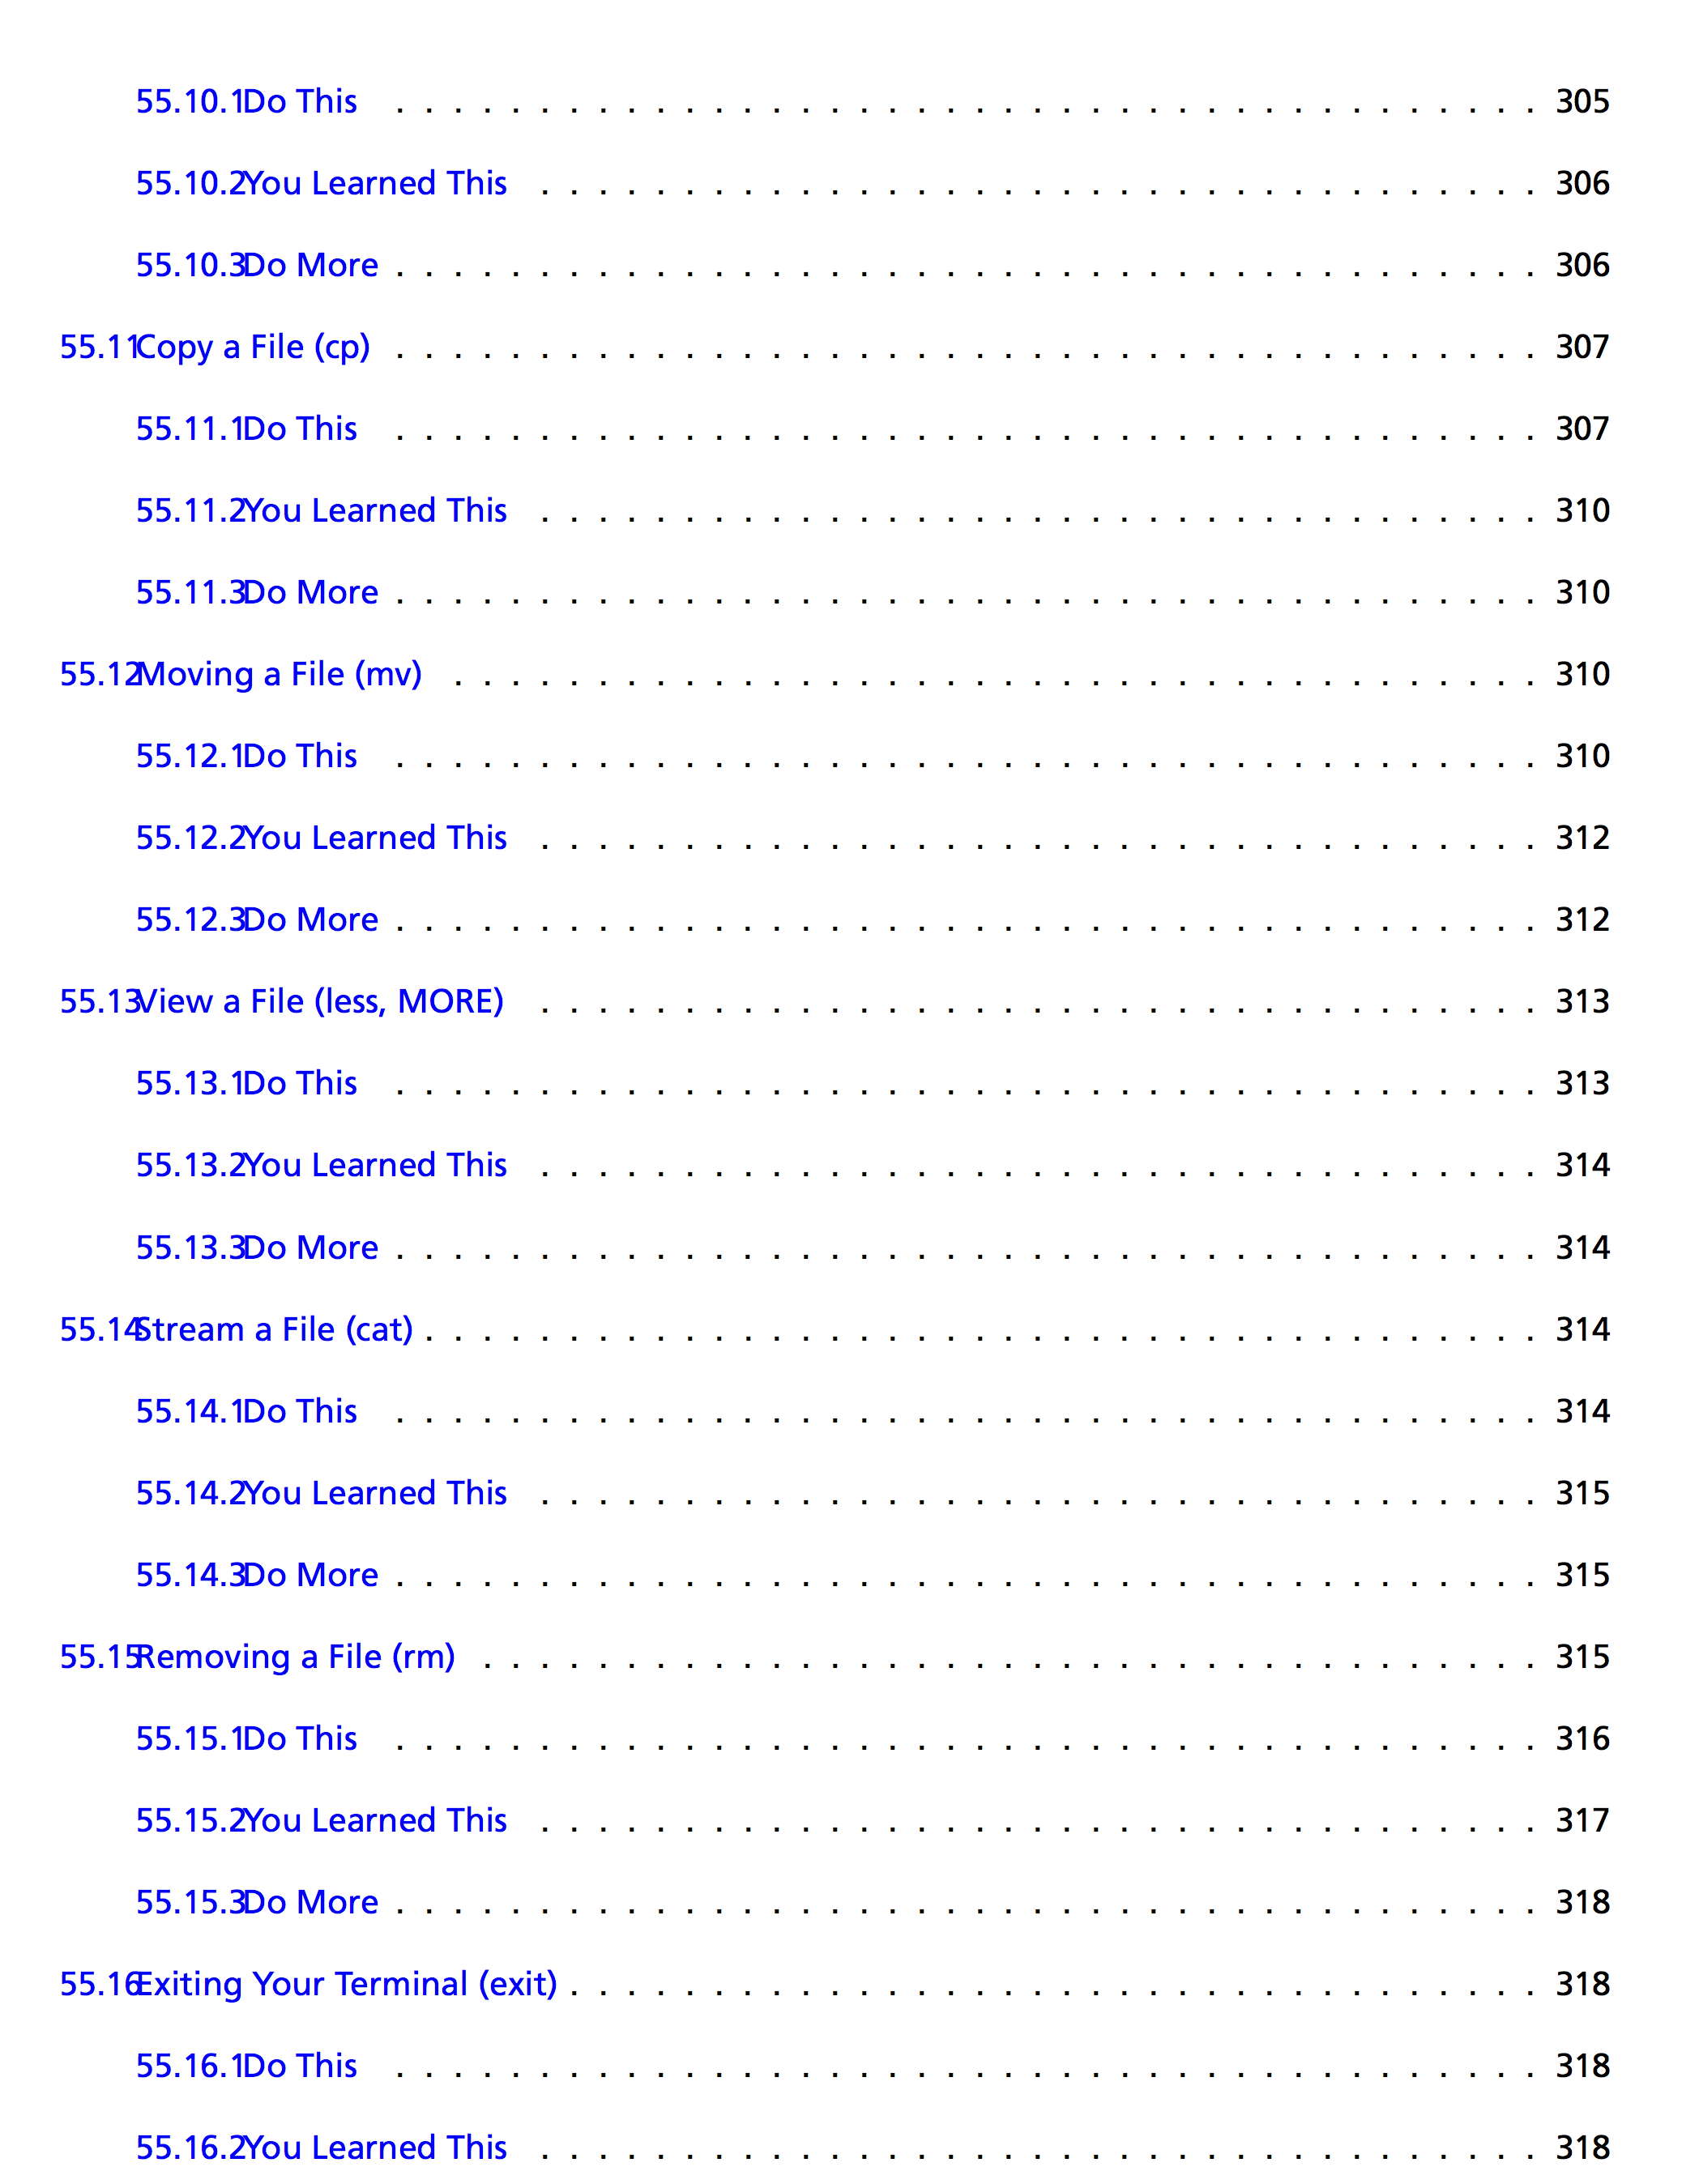 55.10.1Do This . . . . . . . . . . . . . . . . . . . . . . . . . . . . . . . . . . . . . . . . 305
55.10.2You Learned This . . . . . . . . . . . . . . . . . . . . . . . . . . . . . . . . . . . 306
55.10.3Do More . . . . . . . . . . . . . . . . . . . . . . . . . . . . . . . . . . . . . . . . 306
55.11Copy a File (cp) . . . . . . . . . . . . . . . . . . . . . . . . . . . . . . . . . . . . . . . . 307
55.11.1Do This . . . . . . . . . . . . . . . . . . . . . . . . . . . . . . . . . . . . . . . . 307
55.11.2You Learned This . . . . . . . . . . . . . . . . . . . . . . . . . . . . . . . . . . . 310
55.11.3Do More . . . . . . . . . . . . . . . . . . . . . . . . . . . . . . . . . . . . . . . . 310
55.12Moving a File (mv) . . . . . . . . . . . . . . . . . . . . . . . . . . . . . . . . . . . . . . 310
55.12.1Do This . . . . . . . . . . . . . . . . . . . . . . . . . . . . . . . . . . . . . . . . 310
55.12.2You Learned This . . . . . . . . . . . . . . . . . . . . . . . . . . . . . . . . . . . 312
55.12.3Do More . . . . . . . . . . . . . . . . . . . . . . . . . . . . . . . . . . . . . . . . 312
55.13View a File (less, MORE) . . . . . . . . . . . . . . . . . . . . . . . . . . . . . . . . . . . 313
55.13.1Do This . . . . . . . . . . . . . . . . . . . . . . . . . . . . . . . . . . . . . . . . 313
55.13.2You Learned This . . . . . . . . . . . . . . . . . . . . . . . . . . . . . . . . . . . 314
55.13.3Do More . . . . . . . . . . . . . . . . . . . . . . . . . . . . . . . . . . . . . . . . 314
55.14Stream a File (cat) . . . . . . . . . . . . . . . . . . . . . . . . . . . . . . . . . . . . . . . 314
55.14.1Do This . . . . . . . . . . . . . . . . . . . . . . . . . . . . . . . . . . . . . . . . 314
55.14.2You Learned This . . . . . . . . . . . . . . . . . . . . . . . . . . . . . . . . . . . 315
55.14.3Do More . . . . . . . . . . . . . . . . . . . . . . . . . . . . . . . . . . . . . . . . 315
55.15Removing a File (rm) . . . . . . . . . . . . . . . . . . . . . . . . . . . . . . . . . . . . . 315
55.15.1Do This . . . . . . . . . . . . . . . . . . . . . . . . . . . . . . . . . . . . . . . . 316
55.15.2You Learned This . . . . . . . . . . . . . . . . . . . . . . . . . . . . . . . . . . . 317
55.15.3Do More . . . . . . . . . . . . . . . . . . . . . . . . . . . . . . . . . . . . . . . . 318
55.16Exiting Your Terminal (exit) . . . . . . . . . . . . . . . . . . . . . . . . . . . . . . . . . . 318
55.16.1Do This . . . . . . . . . . . . . . . . . . . . . . . . . . . . . . . . . . . . . . . . 318
55.16.2You Learned This . . . . . . . . . . . . . . . . . . . . . . . . . . . . . . . . . . . 318